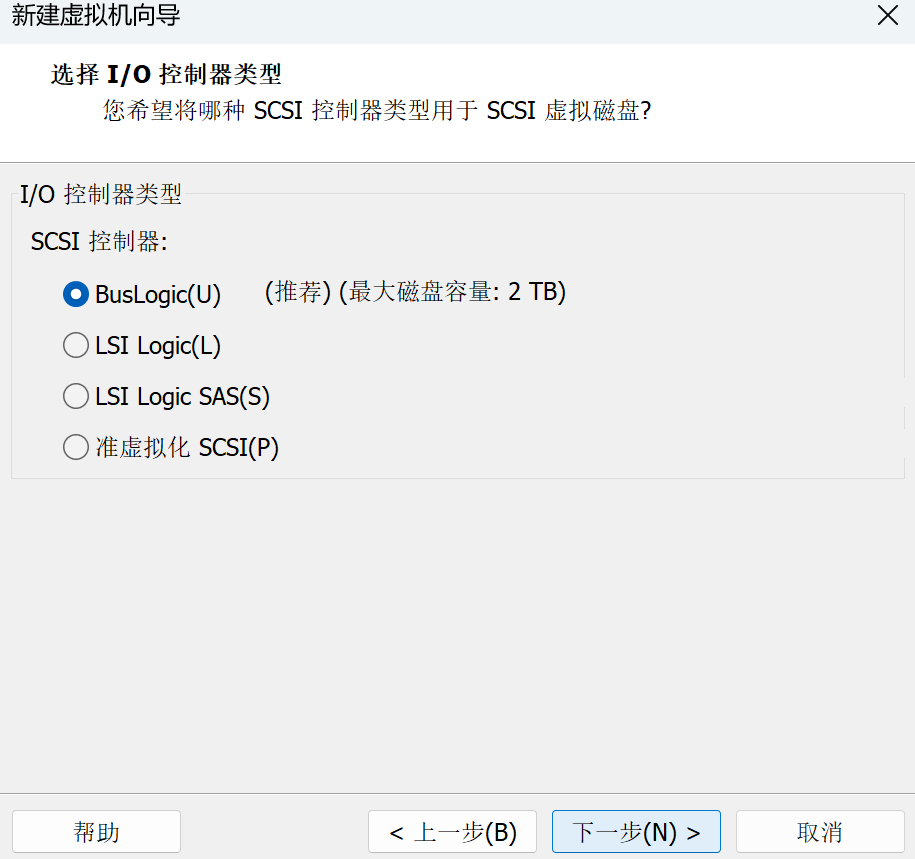 新建虚拟机向导
选择 I/O 控制器类型
您希望将哪种 SCSI 控制器类型用于 SCSI 虚拟磁盘?
I/O 控制器类型
SCSI 控制器:
BusLogic(U) (推荐) (最大磁盘容量: 2 TB)
LSI Logic(L)
LSI Logic SAS(S)
准虚拟化 SCSI(P)
帮助 < 上一步(B) 下一步(N) > 取消